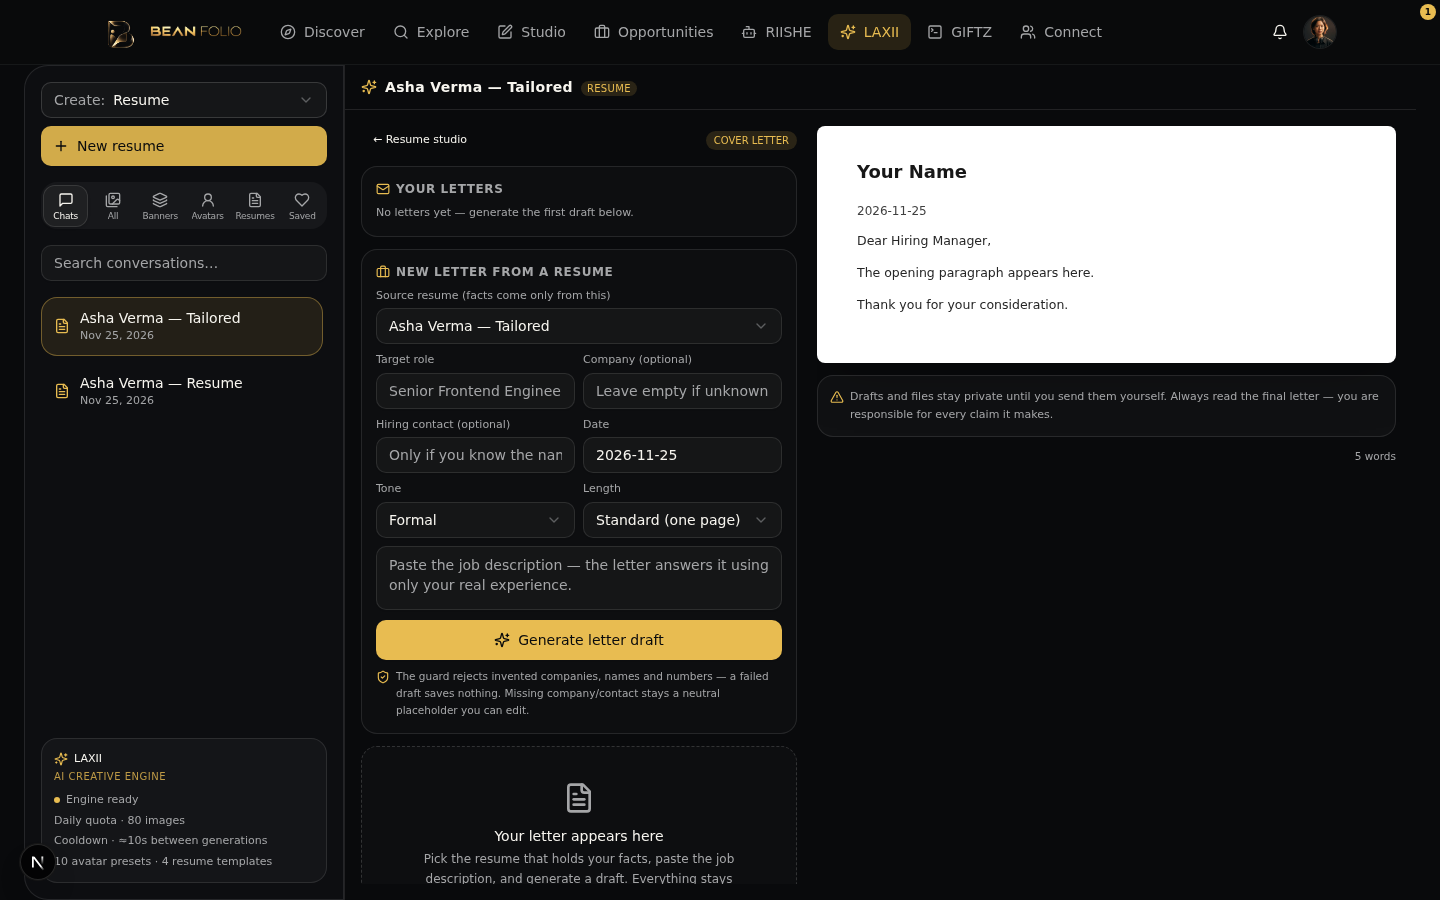 BEAN FOLIO
Discover
Explore
Studio
Opportunities
RIISHE
LAXII
GIFTZ
Connect
1
Create: Resume
New resume
Chats
All
Banners
Avatars
Resumes
Saved
Search conversations...
Asha Verma — Tailored
Nov 25, 2026
Asha Verma — Resume
Nov 25, 2026
LAXII
AI CREATIVE ENGINE
Engine ready
Daily quota · 80 images
Cooldown · ≈10s between generations
10 avatar presets · 4 resume templates
N
Asha Verma — Tailored
RESUME
← Resume studio
COVER LETTER
YOUR LETTERS
No letters yet — generate the first draft below.
NEW LETTER FROM A RESUME
Source resume (facts come only from this)
Asha Verma — Tailored
Target role
Company (optional)
Senior Frontend Enginee
Leave empty if unknown
Hiring contact (optional)
Date
Only if you know the nan
2026-11-25
Tone
Length
Formal
Standard (one page)
Paste the job description — the letter answers it using
only your real experience.
Generate letter draft
The guard rejects invented companies, names and numbers — a failed
draft saves nothing. Missing company/contact stays a neutral
placeholder you can edit.
Your letter appears here
Pick the resume that holds your facts, paste the job
description, and generate a draft. Everything stays
Your Name
2026-11-25
Dear Hiring Manager,
The opening paragraph appears here.
Thank you for your consideration.
Drafts and files stay private until you send them yourself. Always read the final letter — you are
responsible for every claim it makes.
5 words